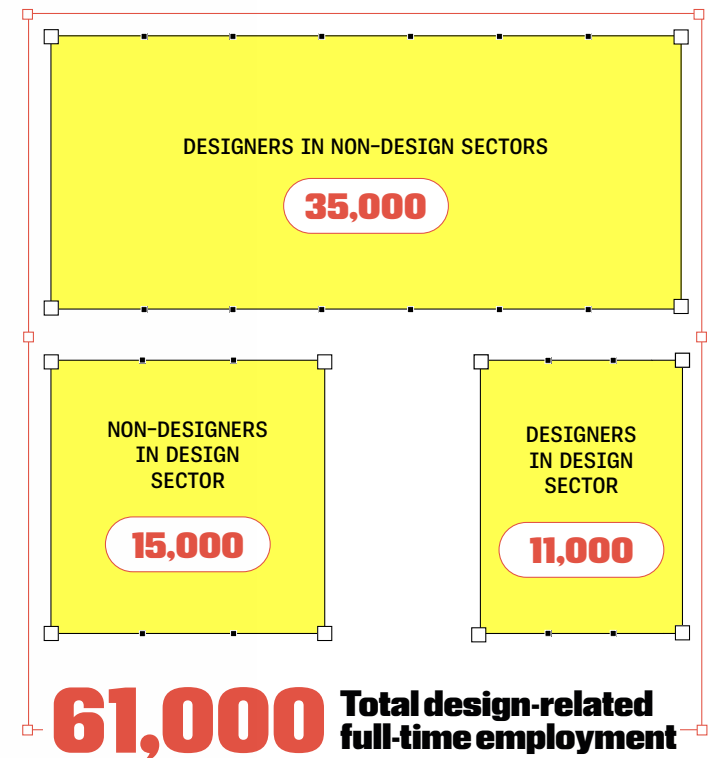 DESIGNERS IN NON-DESIGN SECTORS
35,000
NON-DESIGNERS
IN DESIGN
SECTOR
15,000
DESIGNERS
IN DESIGN
SECTOR
11,000
61,000
Total design-related
full-time employment